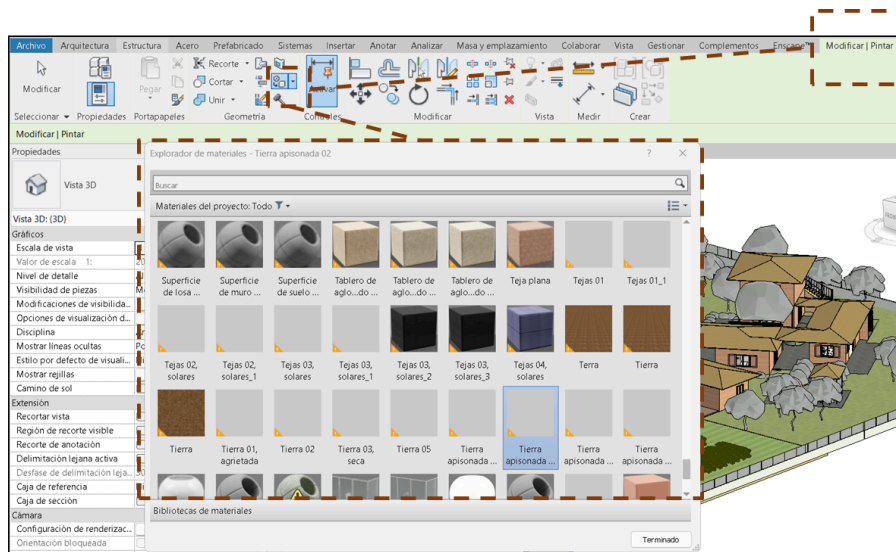 Archivo Arquitectura Estructura Acero Prefabricado Sistemas Insertar Anotar Analizar Masa y emplazamiento Colaborar Vista Gestionar Complementos Enscape™ Modificar | Pintar
Recorte
Cortar
Unir
Modificar
Pegar
Activar
Seleccionar Propiedades Portapapeles Geometría Controles Modificar Vista Medir Crear
Modificar | Pintar
Propiedades
Vista 3D
Vista 3D: {3D}
Gráficos
Escala de vista
Valor de escala 1:
Nivel de detalle
Visibilidad de piezas
Modificaciones de visibilida...
Opciones de visualización d...
Disciplina
Mostrar líneas ocultas
Estilo por defecto de visuali...
Mostrar rejillas
Camino de sol
Extensión
Recortar vista
Región de recorte visible
Recorte de anotación
Delimitación lejana activa
Desfase de delimitación leja...
Caja de referencia
Caja de sección
Cámara
Configuración de renderizac...
Orientación bloqueada
Explorador de materiales - Tierra apisonada 02 ?
Buscar
Materiales del proyecto: Todo
Superficie de losa ...
Superficie de muro ...
Superficie de suelo ...
Tablero de aglo...do ...
Tablero de aglo...do ...
Tablero de aglo...do ...
Teja plana
Tejas 01
Tejas 01_1
Tejas 02, solares
Tejas 02, solares_1
Tejas 03, solares
Tejas 03, solares_1
Tejas 03, solares_2
Tejas 03, solares_3
Tejas 04, solares
Tierra
Tierra
Tierra
Tierra 01, agrietada
Tierra 02
Tierra 03, seca
Tierra 05
Tierra apisonada ...
Tierra apisonada ...
Tierra apisonada ...
Tierra apisonada ...
Bibliotecas de materiales
Terminado